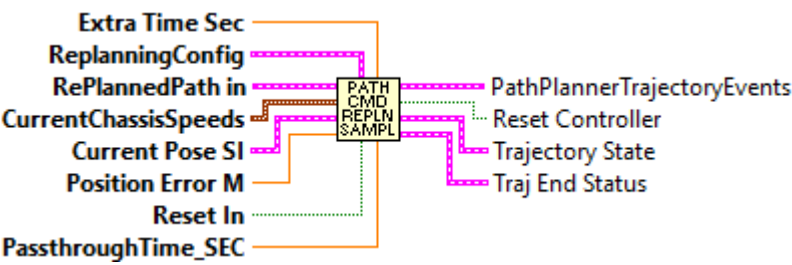 Extra Time Sec
ReplanningConfig
RePlannedPath in
CurrentChassisSpeeds
Current Pose SI
Position Error M
Reset In
PassthroughTime_SEC
PATH
CMD
REPLN
SAMPL
PathPlannerTrajectoryEvents
Reset Controller
Trajectory State
Traj End Status